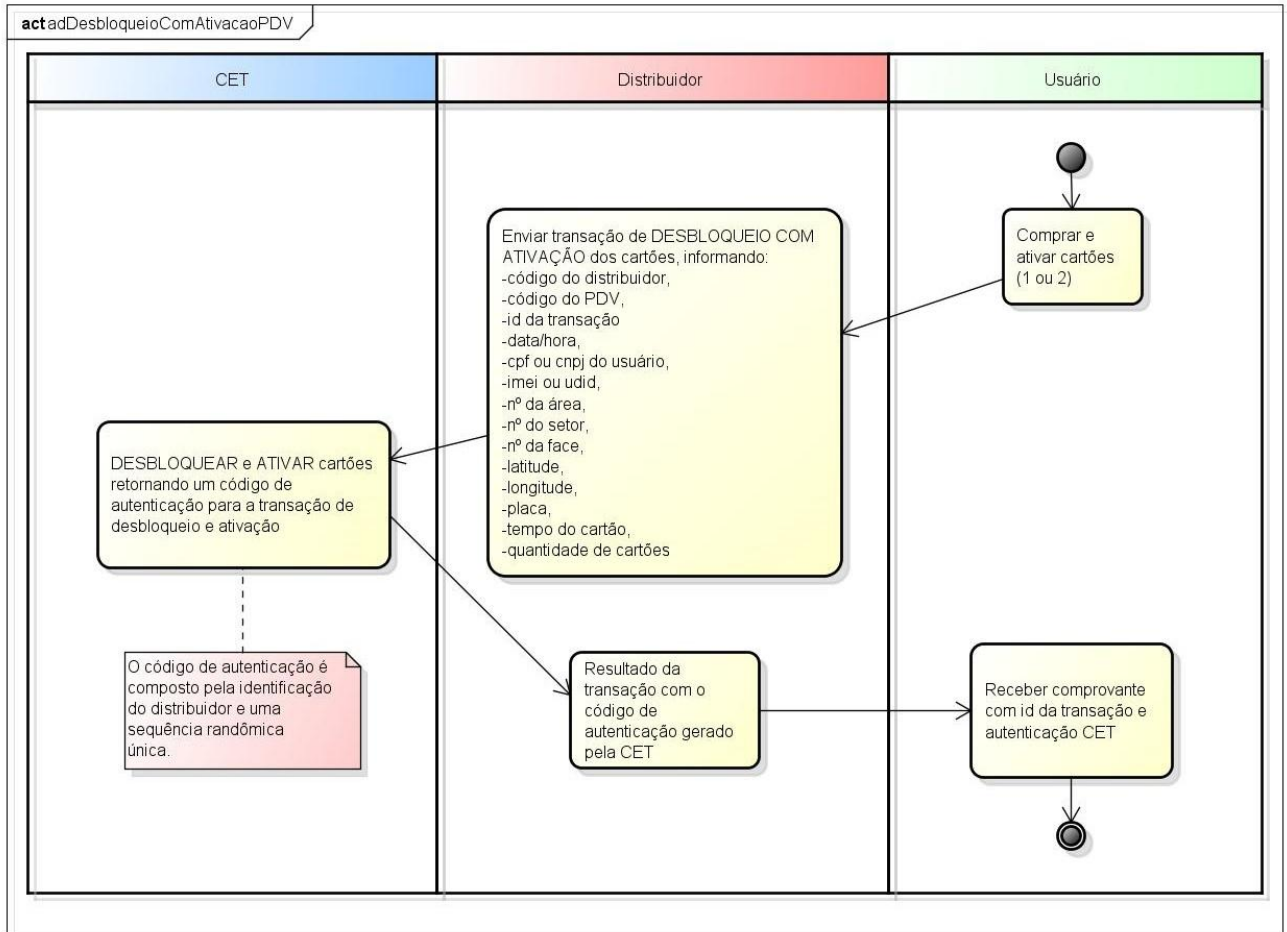 act adDesbloqueioComAtivacaoPDV
CET
Distribuidor
Usuário
Comprar e
ativar cartões
(1 ou 2)
Enviar transação de DESBLOQUEIO COM
ATIVAÇÃO dos cartões, informando:
-código do distribuidor,
-código do PDV,
-id da transação
-data/hora,
-cpf ou cnpj do usuário,
-imei ou udid,
-nº da área,
-nº do setor,
-nº da face,
-latitude,
-longitude,
-placa,
-tempo do cartão,
-quantidade de cartões
DESBLOQUEAR e ATIVAR cartões
retornando um código de
autenticação para a transação de
desbloqueio e ativação
O código de autenticação é
composto pela identificação
do distribuidor e uma
sequência randômica
única.
Resultado da
transação com o
código de
autenticação gerado
pela CET
Receber comprovante
com id da transação e
autenticação CET